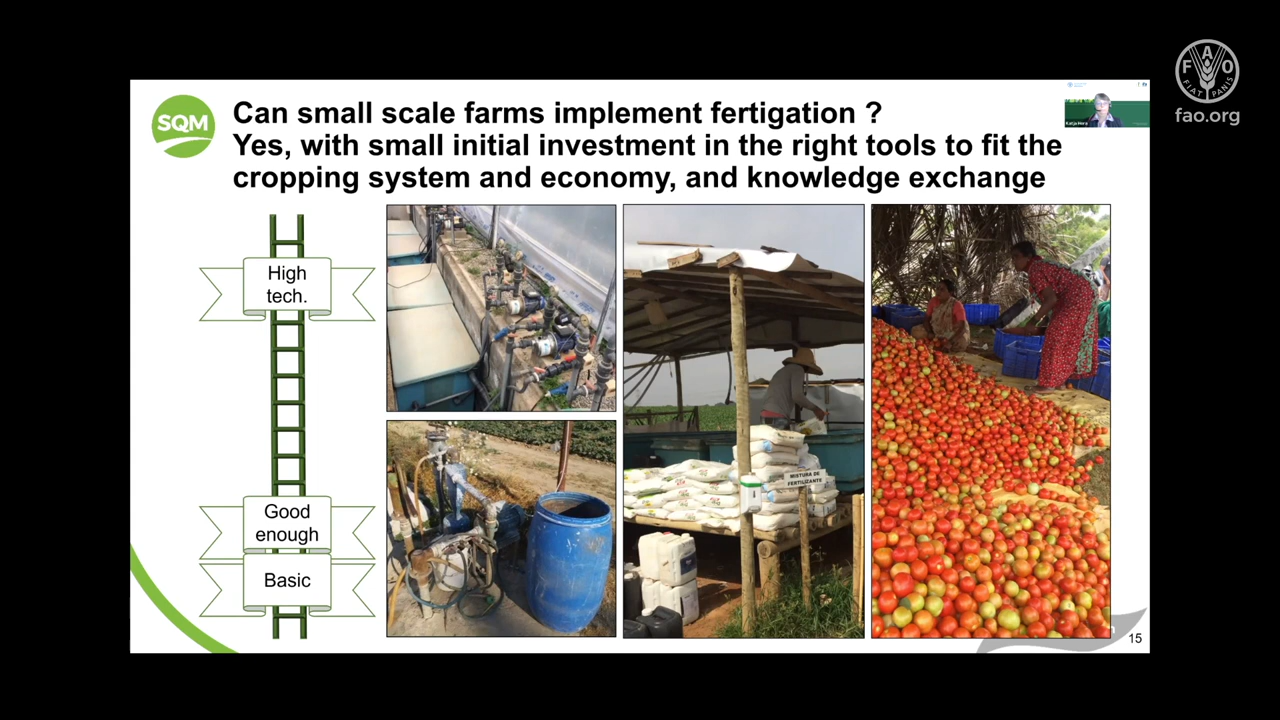 FAO
FIAT PANIS
fao.org
SQM
Can small scale farms implement fertigation ?
Yes, with small initial investment in the right tools to fit the
cropping system and economy, and knowledge exchange
High
tech.
Good
enough
Basic
MISTURA DE
FERTILIZANTE
15